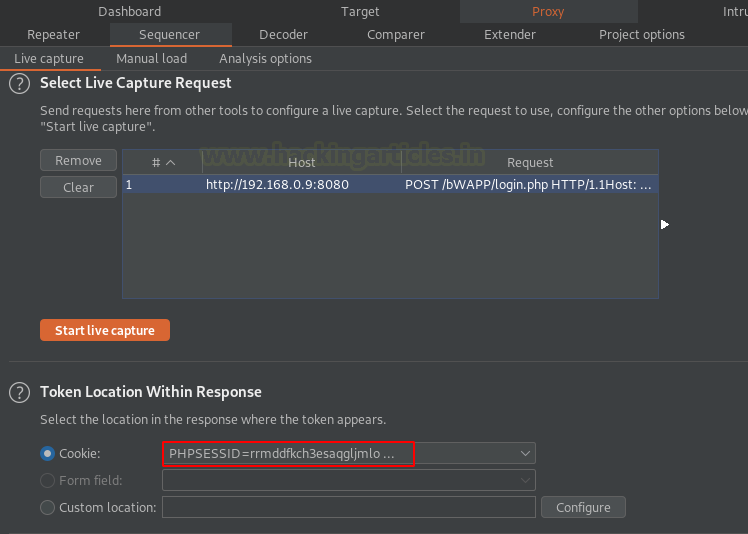 Dashboard Target Proxy Intru
Repeater Sequencer Decoder Comparer Extender Project options
Live capture Manual load Analysis options
? Select Live Capture Request
Send requests here from other tools to configure a live capture. Select the request to use, configure the other options below
"Start live capture".
www.hackingarticles.in
Remove # Host Request
Clear 1 http://192.168.0.9:8080 POST /bWAPP/login.php HTTP/1.1Host: ...
Start live capture
? Token Location Within Response
Select the location in the response where the token appears.
Cookie: PHPSESSID=rrmddfkch3esaqgljmlo ...
Form field:
Custom location: Configure